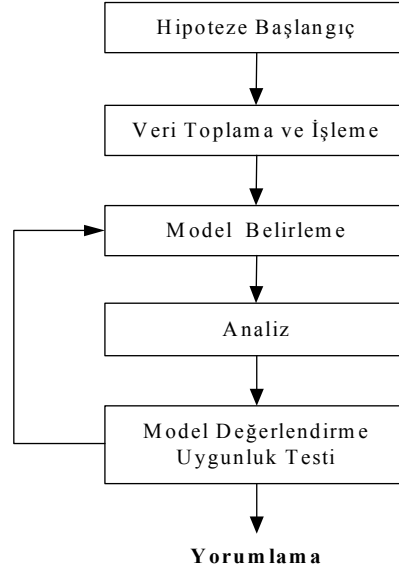 Hipoteze Başlangıç
Veri Toplama ve İşleme
Model Belirleme
Analiz
Model Değerlendirme
Uygunluk Testi
Yorumlama